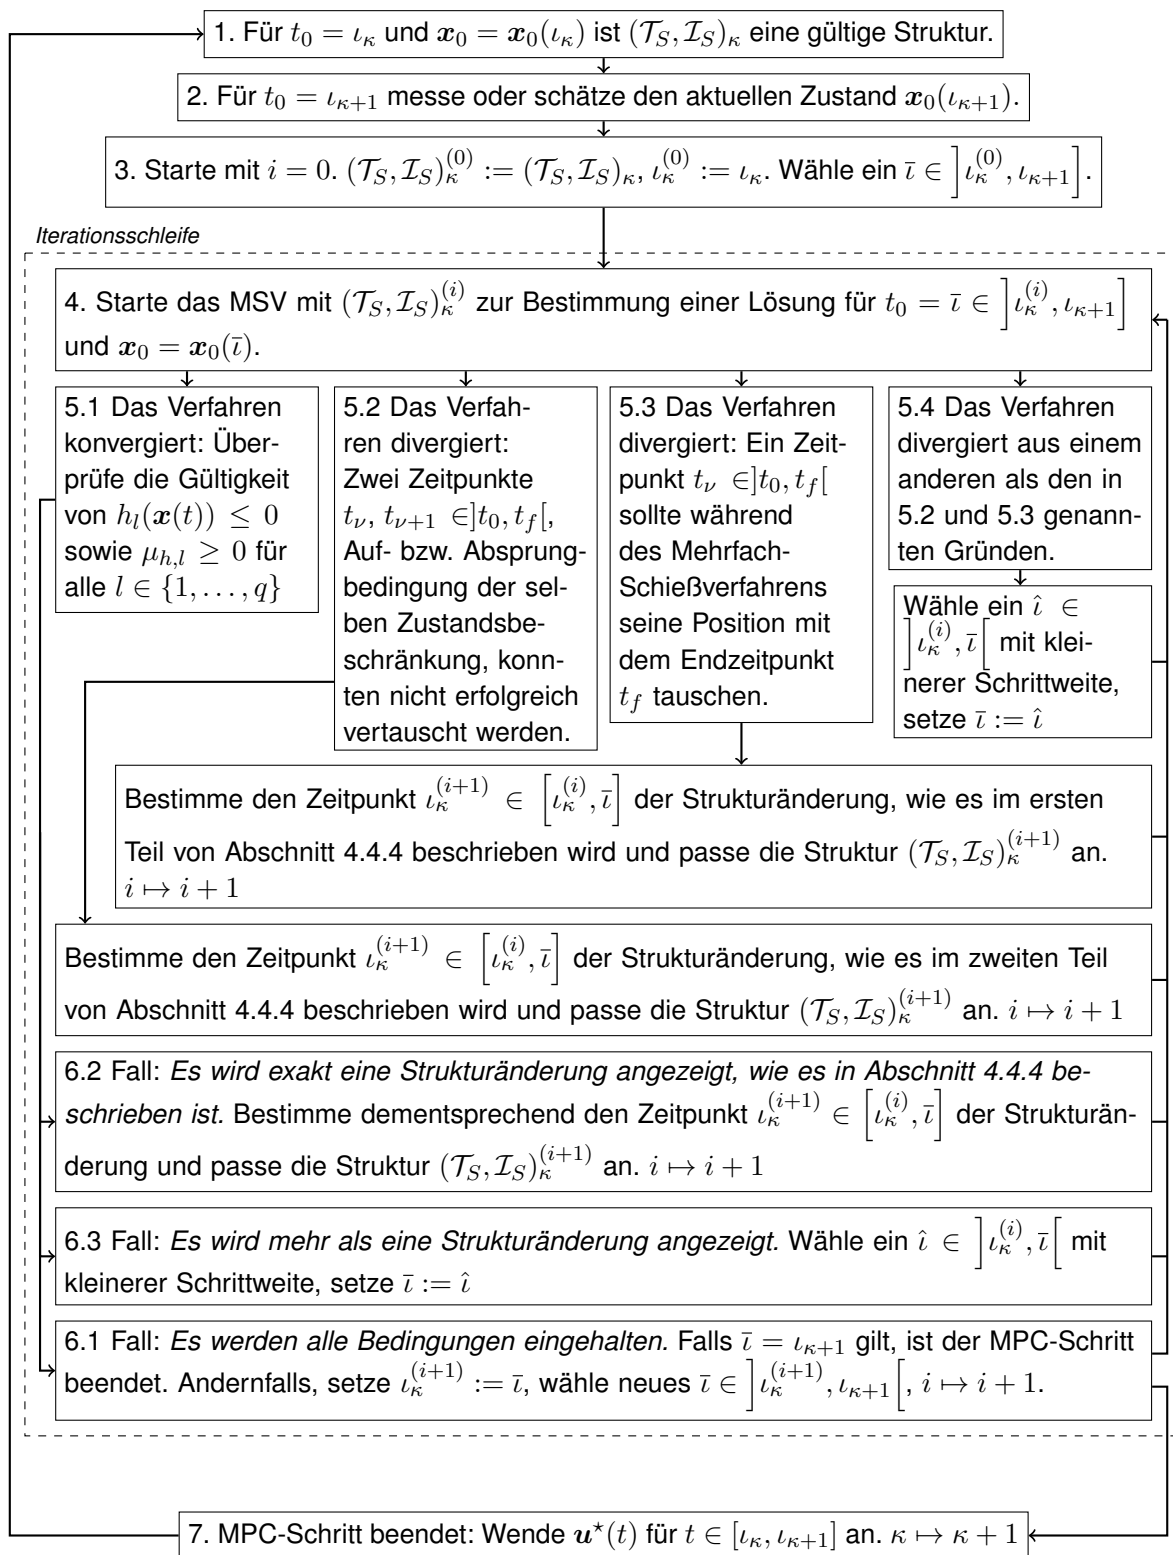 1. Für $t_0 = \iota_\kappa$ und $\boldsymbol{x}_0 = \boldsymbol{x}_0(\iota_\kappa)$ ist $(\mathcal{T}_S, \mathcal{I}_S)_\kappa$ eine gültige Struktur.
2. Für $t_0 = \iota_{\kappa+1}$ messe oder schätze den aktuellen Zustand $\boldsymbol{x}_0(\iota_{\kappa+1})$.
3. Starte mit $i = 0$. $(\mathcal{T}_S, \mathcal{I}_S)_\kappa^{(0)} := (\mathcal{T}_S, \mathcal{I}_S)_\kappa$, $\iota_\kappa^{(0)} := \iota_\kappa$. Wähle ein $\bar{\iota} \in \left]\iota_\kappa^{(0)}, \iota_{\kappa+1}\right]$.
Iterationsschleife
4. Starte das MSV mit $(\mathcal{T}_S, \mathcal{I}_S)_\kappa^{(i)}$ zur Bestimmung einer Lösung für $t_0 = \bar{\iota} \in \left]\iota_\kappa^{(i)}, \iota_{\kappa+1}\right]$
und $\boldsymbol{x}_0 = \boldsymbol{x}_0(\bar{\iota})$.
5.1 Das Verfahren
konvergiert: Über-
prüfe die Gültigkeit
von $h_l(\boldsymbol{x}(t)) \leq 0$
sowie $\mu_{h,l} \geq 0$ für
alle $l \in \{1, \ldots, q\}$
5.2 Das Verfah-
ren divergiert:
Zwei Zeitpunkte
$t_\nu, t_{\nu+1} \in ]t_0, t_f[$,
Auf- bzw. Absprung-
bedingung der sel-
ben Zustandsbe-
schränkung, konn-
ten nicht erfolgreich
vertauscht werden.
5.3 Das Verfahren
divergiert: Ein Zeit-
punkt $t_\nu \in ]t_0, t_f[$
sollte während
des Mehrfach-
Schießverfahrens
seine Position mit
dem Endzeitpunkt
$t_f$ tauschen.
5.4 Das Verfahren
divergiert aus einem
anderen als den in
5.2 und 5.3 genann-
ten Gründen.
Wähle ein $\hat{\iota} \in$
$\left]\iota_\kappa^{(i)}, \bar{\iota}\right[$ mit klei-
nerer Schrittweite,
setze $\bar{\iota} := \hat{\iota}$
Bestimme den Zeitpunkt $\iota_\kappa^{(i+1)} \in \left[\iota_\kappa^{(i)}, \bar{\iota}\right]$ der Strukturänderung, wie es im ersten
Teil von Abschnitt 4.4.4 beschrieben wird und passe die Struktur $(\mathcal{T}_S, \mathcal{I}_S)_\kappa^{(i+1)}$ an.
$i \mapsto i + 1$
Bestimme den Zeitpunkt $\iota_\kappa^{(i+1)} \in \left[\iota_\kappa^{(i)}, \bar{\iota}\right]$ der Strukturänderung, wie es im zweiten Teil
von Abschnitt 4.4.4 beschrieben wird und passe die Struktur $(\mathcal{T}_S, \mathcal{I}_S)_\kappa^{(i+1)}$ an. $i \mapsto i + 1$
6.2 Fall: Es wird exakt eine Strukturänderung angezeigt, wie es in Abschnitt 4.4.4 be-
schrieben ist. Bestimme dementsprechend den Zeitpunkt $\iota_\kappa^{(i+1)} \in \left[\iota_\kappa^{(i)}, \bar{\iota}\right]$ der Strukturän-
derung und passe die Struktur $(\mathcal{T}_S, \mathcal{I}_S)_\kappa^{(i+1)}$ an. $i \mapsto i + 1$
6.3 Fall: Es wird mehr als eine Strukturänderung angezeigt. Wähle ein $\hat{\iota} \in \left]\iota_\kappa^{(i)}, \bar{\iota}\right[$ mit
kleinerer Schrittweite, setze $\bar{\iota} := \hat{\iota}$
6.1 Fall: Es werden alle Bedingungen eingehalten. Falls $\bar{\iota} = \iota_{\kappa+1}$ gilt, ist der MPC-Schritt
beendet. Andernfalls, setze $\iota_\kappa^{(i+1)} := \bar{\iota}$, wähle neues $\bar{\iota} \in \left]\iota_\kappa^{(i+1)}, \iota_{\kappa+1}\right[$, $i \mapsto i + 1$.
7. MPC-Schritt beendet: Wende $\boldsymbol{u}^\star(t)$ für $t \in [\iota_\kappa, \iota_{\kappa+1}]$ an. $\kappa \mapsto \kappa + 1$